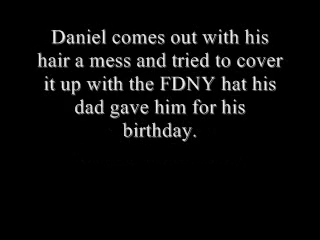 Daniel comes out with his
hair a mess and tried to cover
it up with the FDNY hat his
dad gave him for his
birthday.